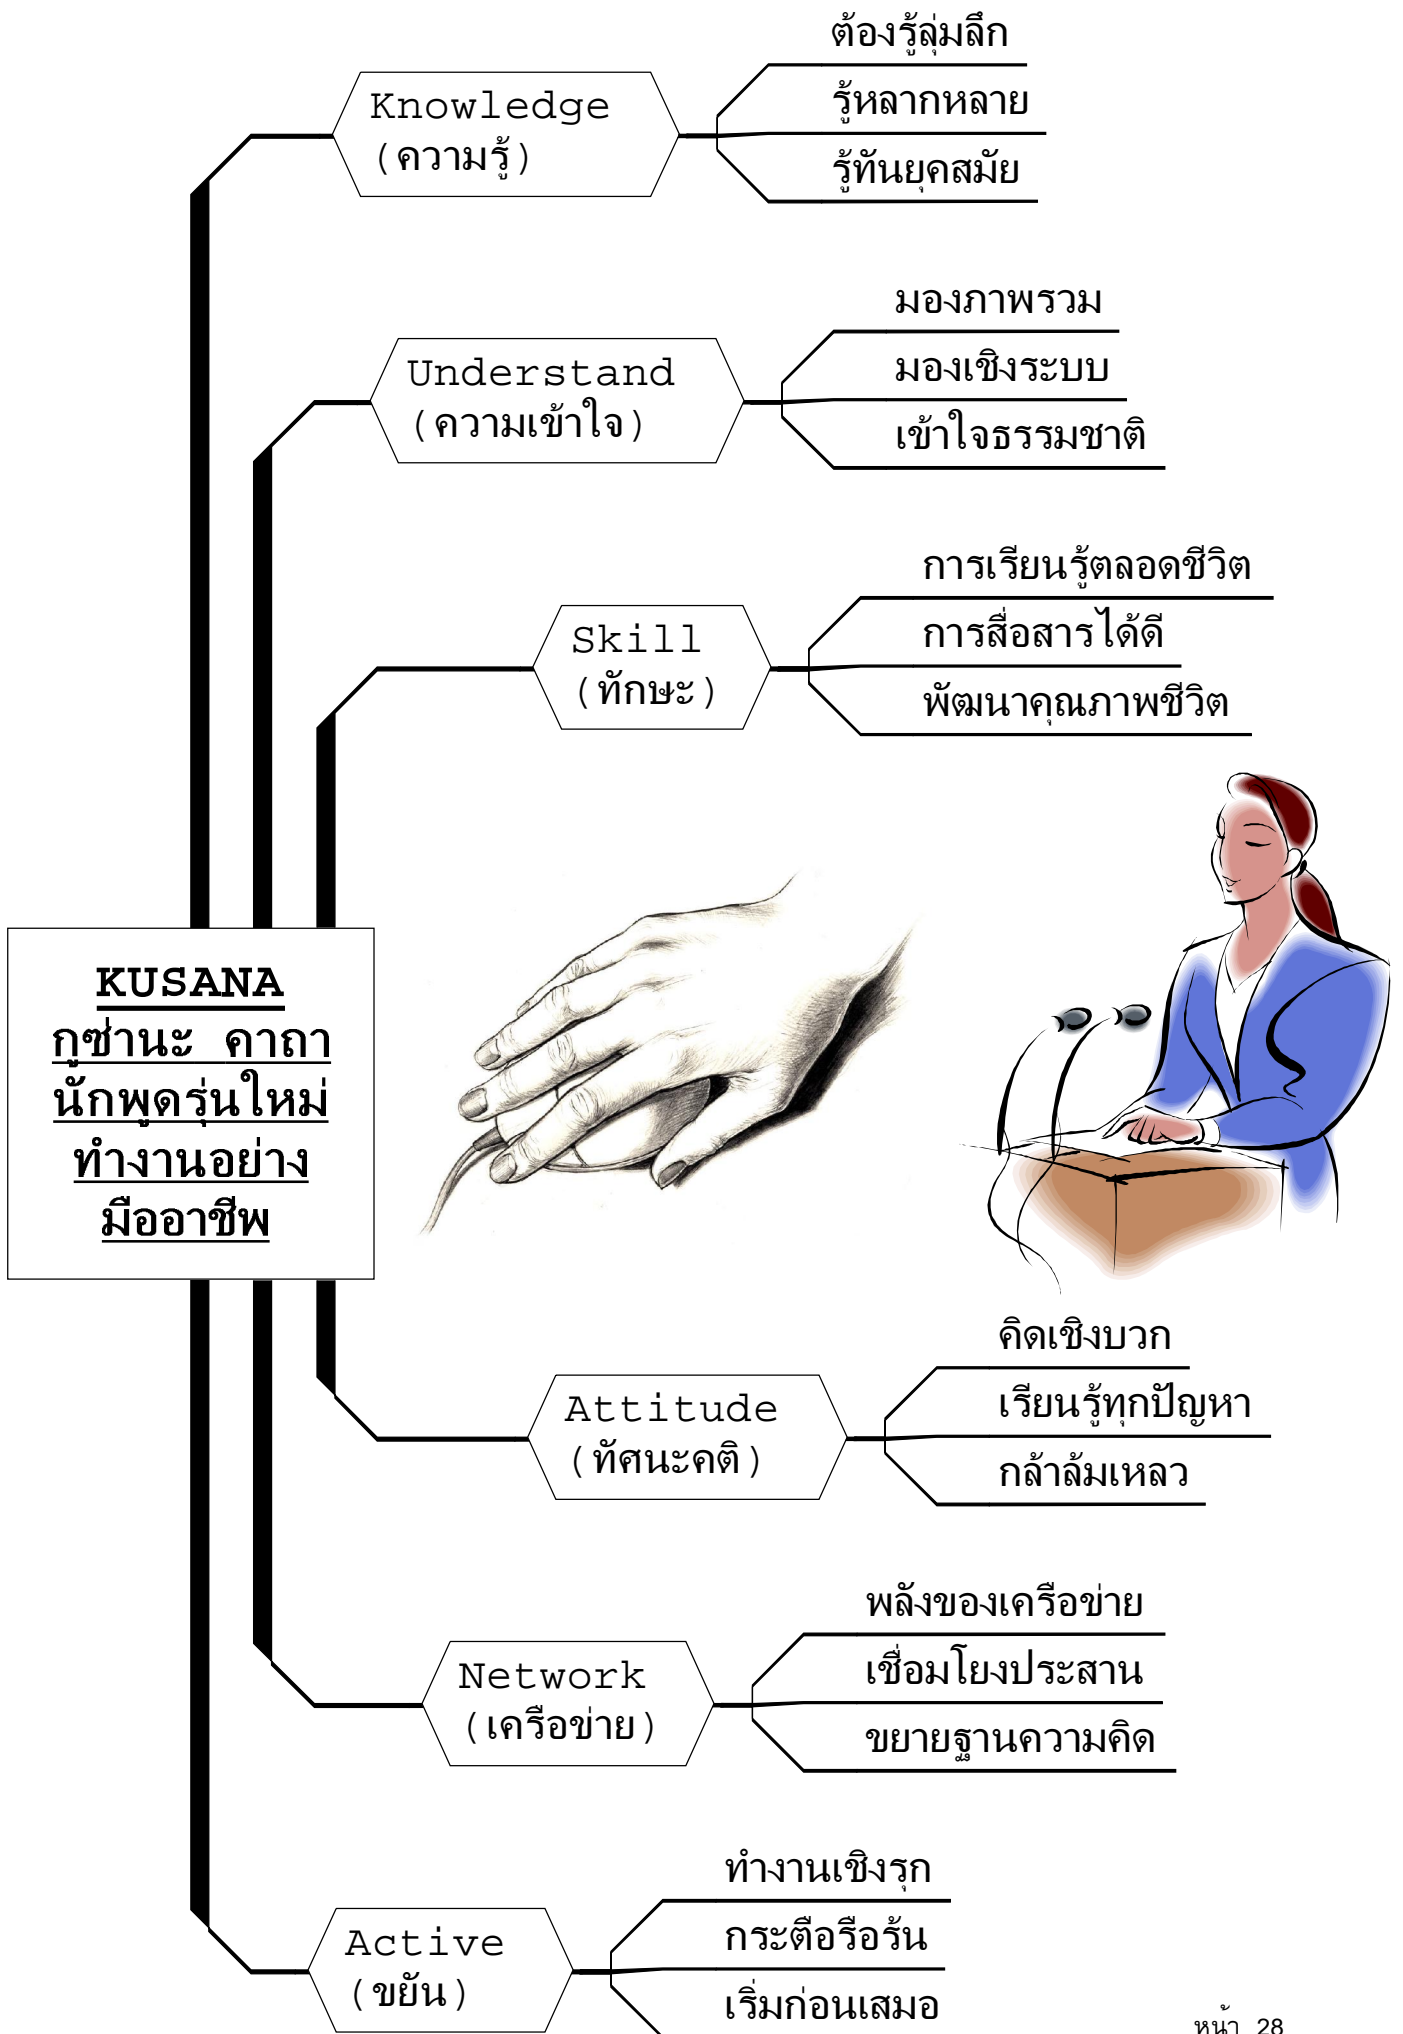 ต้องรู้ลุ่มลึก
Knowledge
(ความรู้)
รู้หลากหลาย
รู้ทันยุคสมัย
มองภาพรวม
Understand
(ความเข้าใจ)
มองเชิงระบบ
เข้าใจธรรมชาติ
การเรียนรู้ตลอดชีวิต
Skill
(ทักษะ)
การสื่อสารได้ดี
พัฒนาคุณภาพชีวิต
KUSANA
กูซ่านะ คาถา
นักพูดรุ่นใหม่
ทำงานอย่าง
มืออาชีพ
คิดเชิงบวก
Attitude
(ทัศนะคติ)
เรียนรู้ทุกปัญหา
กล้าล้มเหลว
พลังของเครือข่าย
Network
(เครือข่าย)
เชื่อมโยงประสาน
ขยายฐานความคิด
ทำงานเชิงรุก
Active
(ขยัน)
กระตือรือร้น
เริ่มก่อนเสมอ
หน้า 28